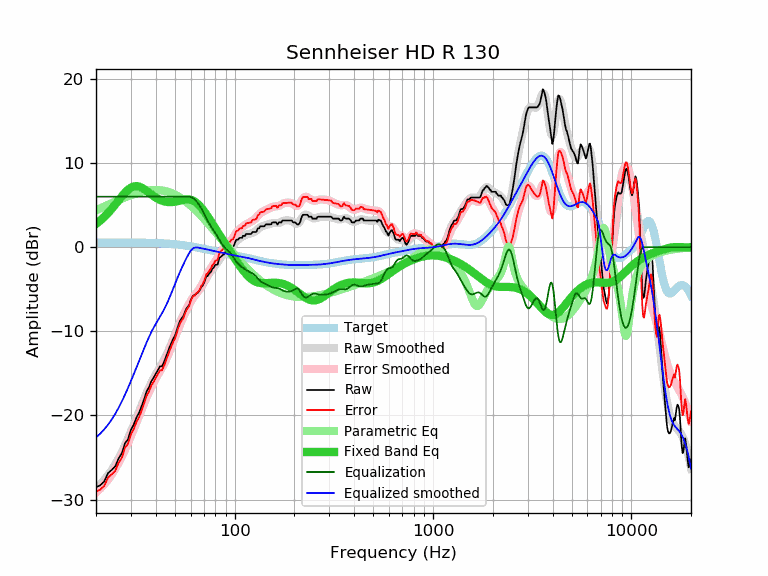 Sennheiser HD R 130
20
10
0
−10
−20
−30
Amplitude (dBr)
Target
Raw Smoothed
Error Smoothed
Raw
Error
Parametric Eq
Fixed Band Eq
Equalization
Equalized smoothed
100
1000
10000
Frequency (Hz)